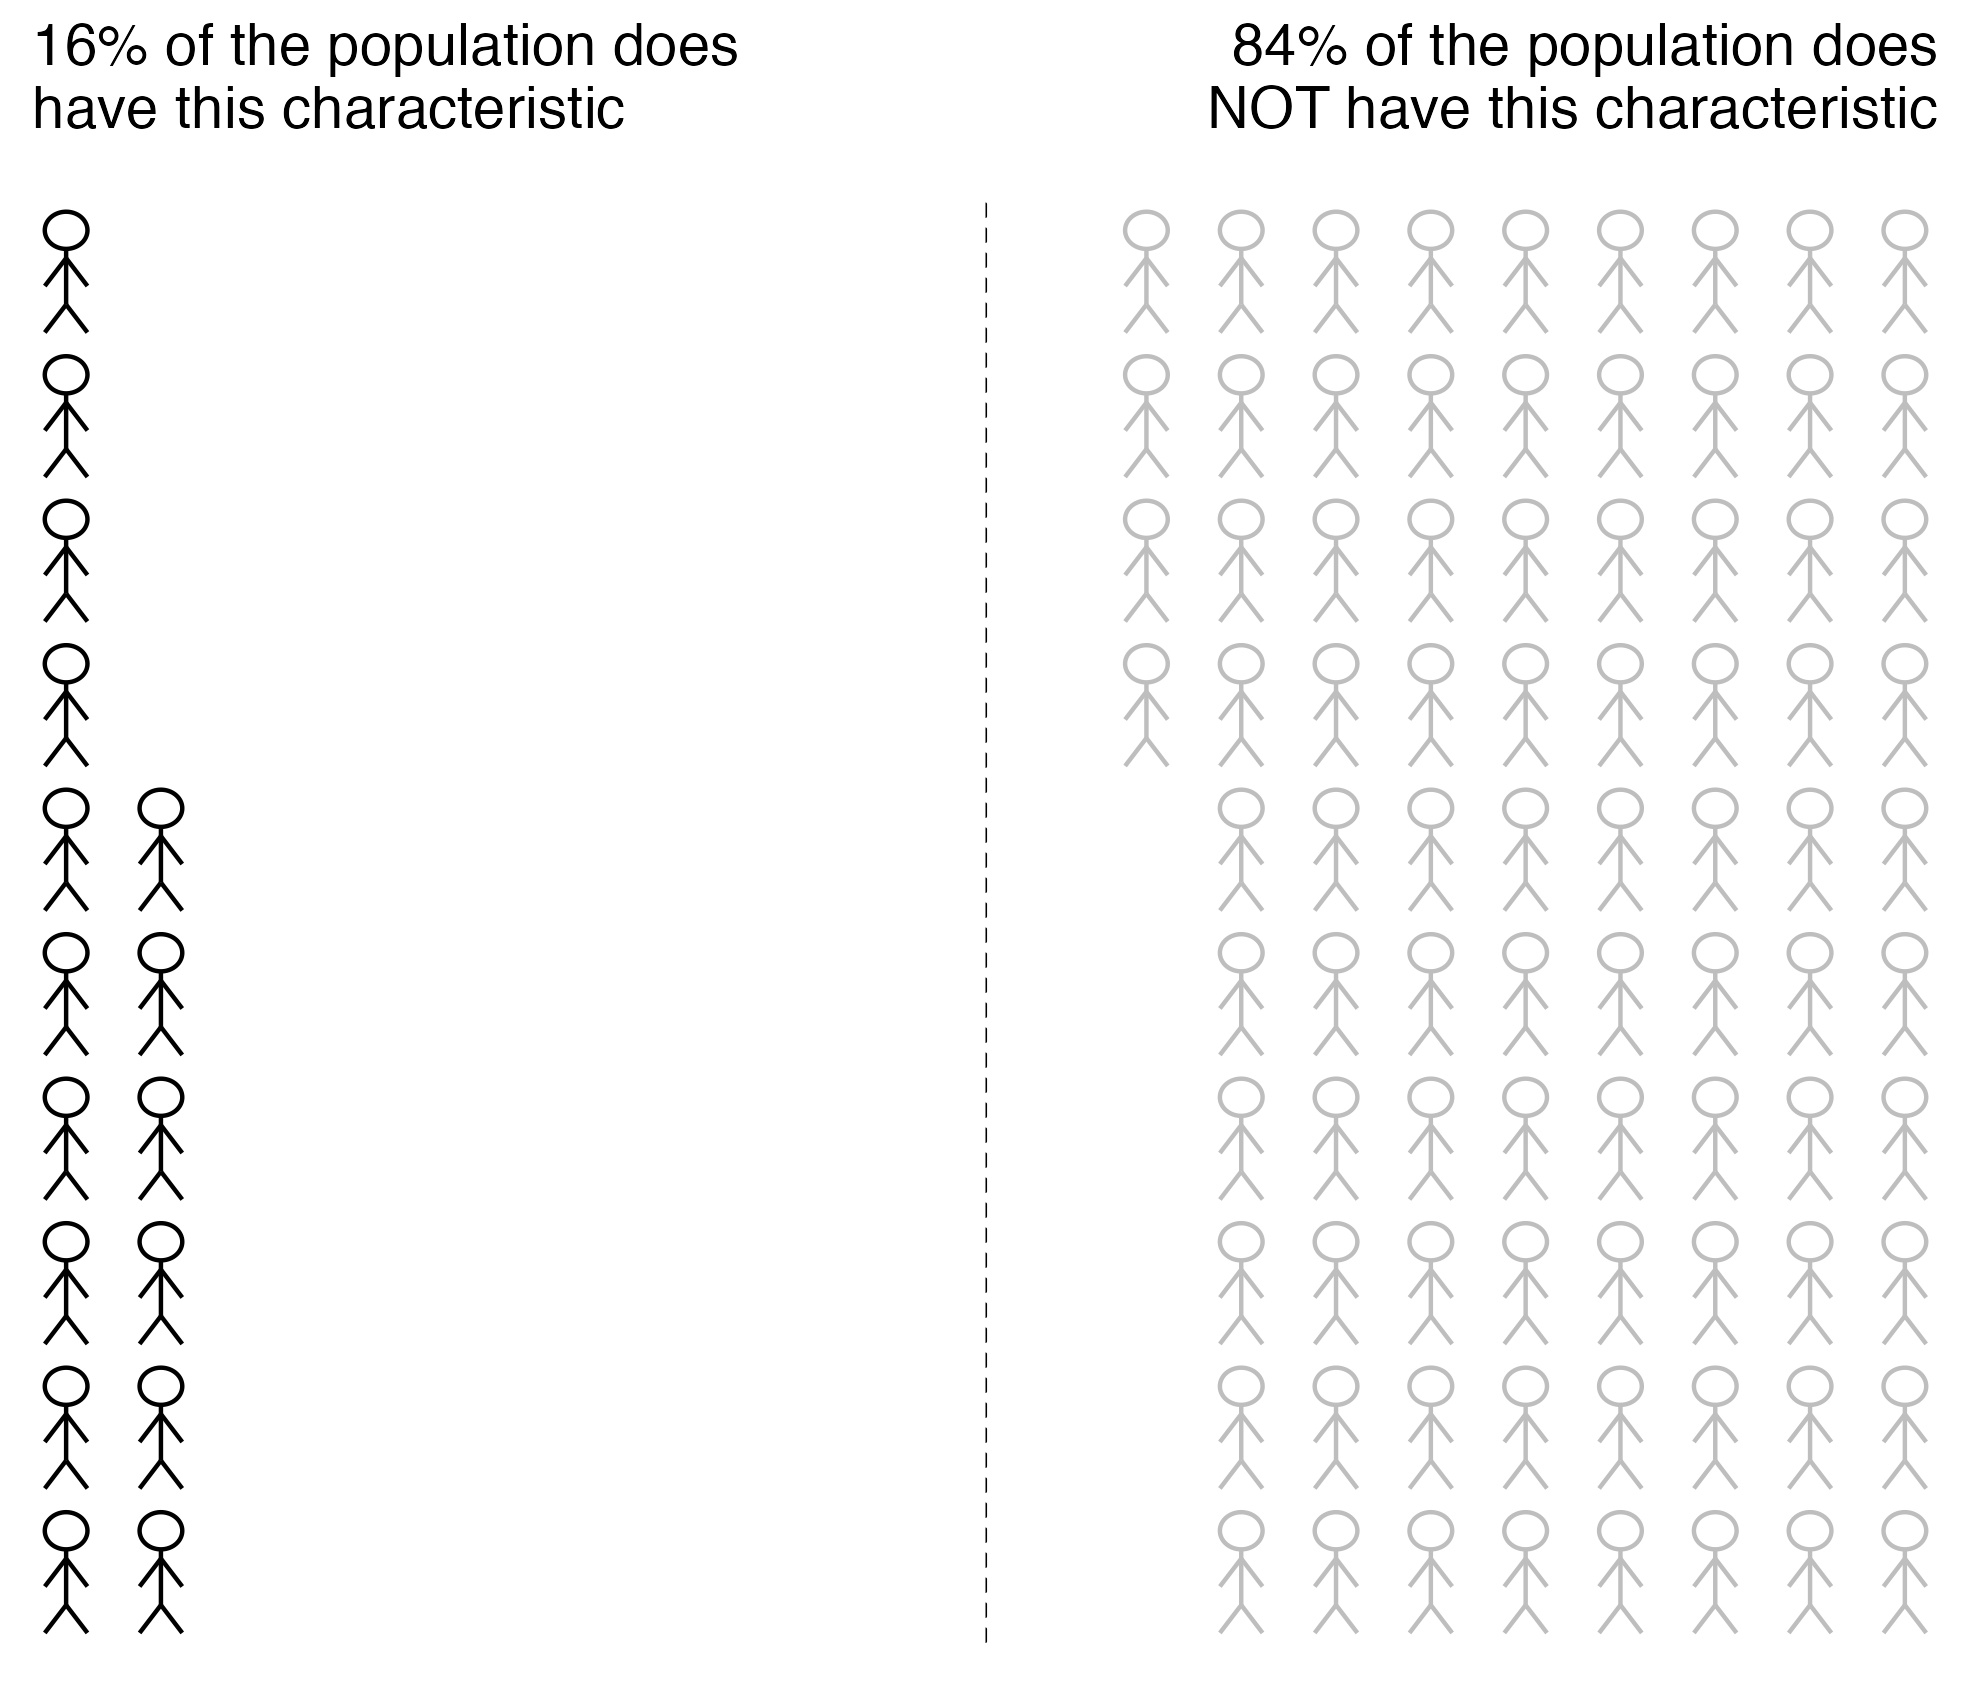 16% of the population does
have this characteristic
84% of the population does
NOT have this characteristic